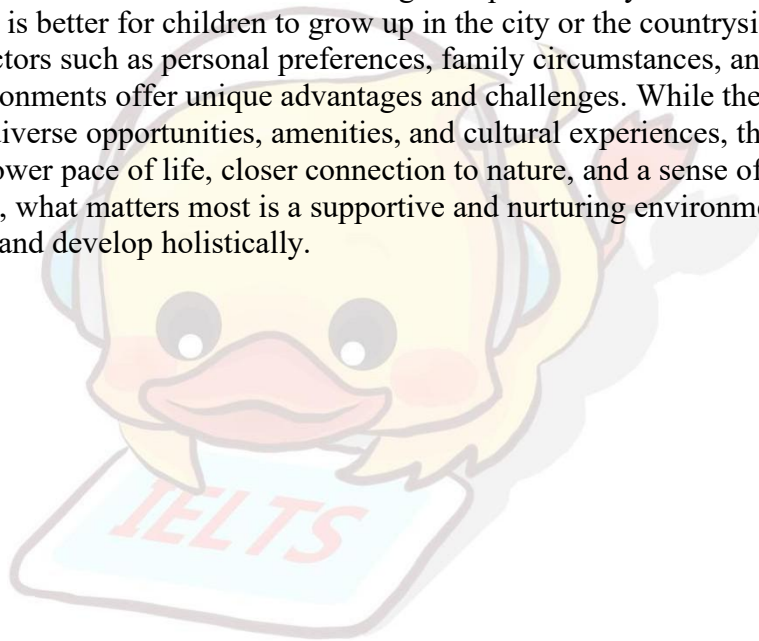 is better for children to grow up in the city or the countrysi
ctors such as personal preferences, family circumstances, an
onments offer unique advantages and challenges. While the
iverse opportunities, amenities, and cultural experiences, th
ower pace of life, closer connection to nature, and a sense of
, what matters most is a supportive and nurturing environme
and develop holistically.
IELTS